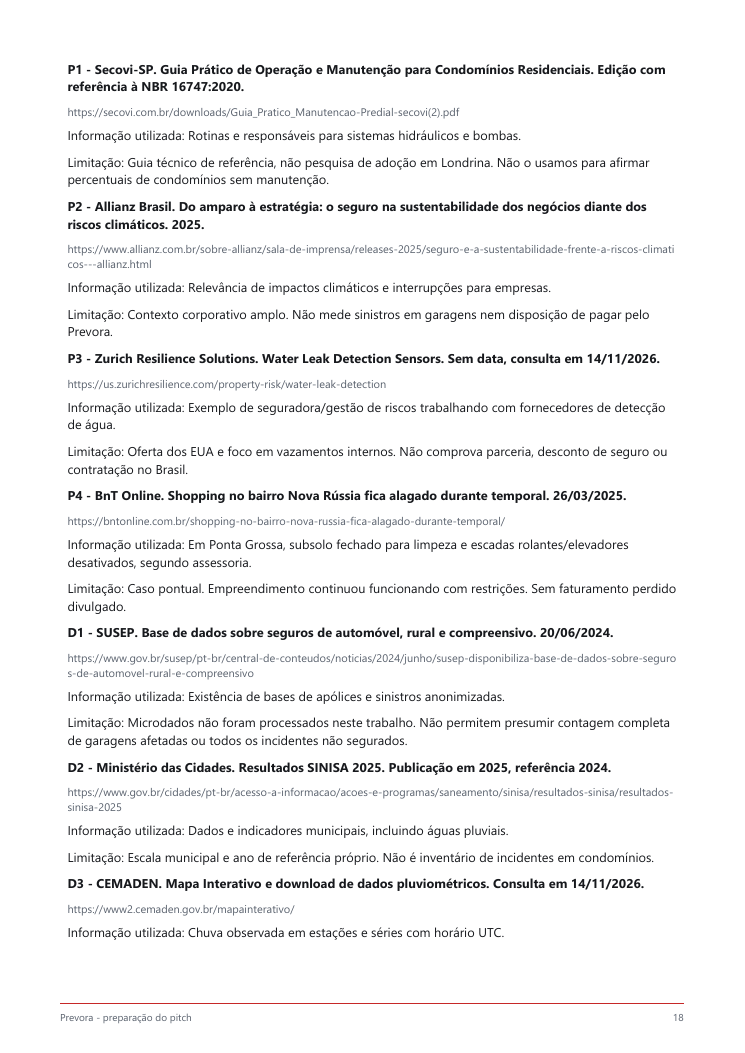 P1 - Secovi-SP. Guia Prático de Operação e Manutenção para Condomínios Residenciais. Edição com
referência à NBR 16747:2020.
https://secovi.com.br/downloads/Guia_Pratico_Manutencao-Predial-secovi(2).pdf
Informação utilizada: Rotinas e responsáveis para sistemas hidráulicos e bombas.
Limitação: Guia técnico de referência, não pesquisa de adoção em Londrina. Não o usamos para afirmar
percentuais de condomínios sem manutenção.
P2 - Allianz Brasil. Do amparo à estratégia: o seguro na sustentabilidade dos negócios diante dos
riscos climáticos. 2025.
https://www.allianz.com.br/sobre-allianz/sala-de-imprensa/releases-2025/seguro-e-a-sustentabilidade-frente-a-riscos-climati
cos---allianz.html
Informação utilizada: Relevância de impactos climáticos e interrupções para empresas.
Limitação: Contexto corporativo amplo. Não mede sinistros em garagens nem disposição de pagar pelo
Prevora.
P3 - Zurich Resilience Solutions. Water Leak Detection Sensors. Sem data, consulta em 14/11/2026.
https://us.zurichresilience.com/property-risk/water-leak-detection
Informação utilizada: Exemplo de seguradora/gestão de riscos trabalhando com fornecedores de detecção
de água.
Limitação: Oferta dos EUA e foco em vazamentos internos. Não comprova parceria, desconto de seguro ou
contratação no Brasil.
P4 - BnT Online. Shopping no bairro Nova Rússia fica alagado durante temporal. 26/03/2025.
https://bntonline.com.br/shopping-no-bairro-nova-russia-fica-alagado-durante-temporal/
Informação utilizada: Em Ponta Grossa, subsolo fechado para limpeza e escadas rolantes/elevadores
desativados, segundo assessoria.
Limitação: Caso pontual. Empreendimento continuou funcionando com restrições. Sem faturamento perdido
divulgado.
D1 - SUSEP. Base de dados sobre seguros de automóvel, rural e compreensivo. 20/06/2024.
https://www.gov.br/susep/pt-br/central-de-conteudos/noticias/2024/junho/susep-disponibiliza-base-de-dados-sobre-seguro
s-de-automovel-rural-e-compreensivo
Informação utilizada: Existência de bases de apólices e sinistros anonimizadas.
Limitação: Microdados não foram processados neste trabalho. Não permitem presumir contagem completa
de garagens afetadas ou todos os incidentes não segurados.
D2 - Ministério das Cidades. Resultados SINISA 2025. Publicação em 2025, referência 2024.
https://www.gov.br/cidades/pt-br/acesso-a-informacao/acoes-e-programas/saneamento/sinisa/resultados-sinisa/resultados-
sinisa-2025
Informação utilizada: Dados e indicadores municipais, incluindo águas pluviais.
Limitação: Escala municipal e ano de referência próprio. Não é inventário de incidentes em condomínios.
D3 - CEMADEN. Mapa Interativo e download de dados pluviométricos. Consulta em 14/11/2026.
https://www2.cemaden.gov.br/mapainterativo/
Informação utilizada: Chuva observada em estações e séries com horário UTC.
Prevora - preparação do pitch
18